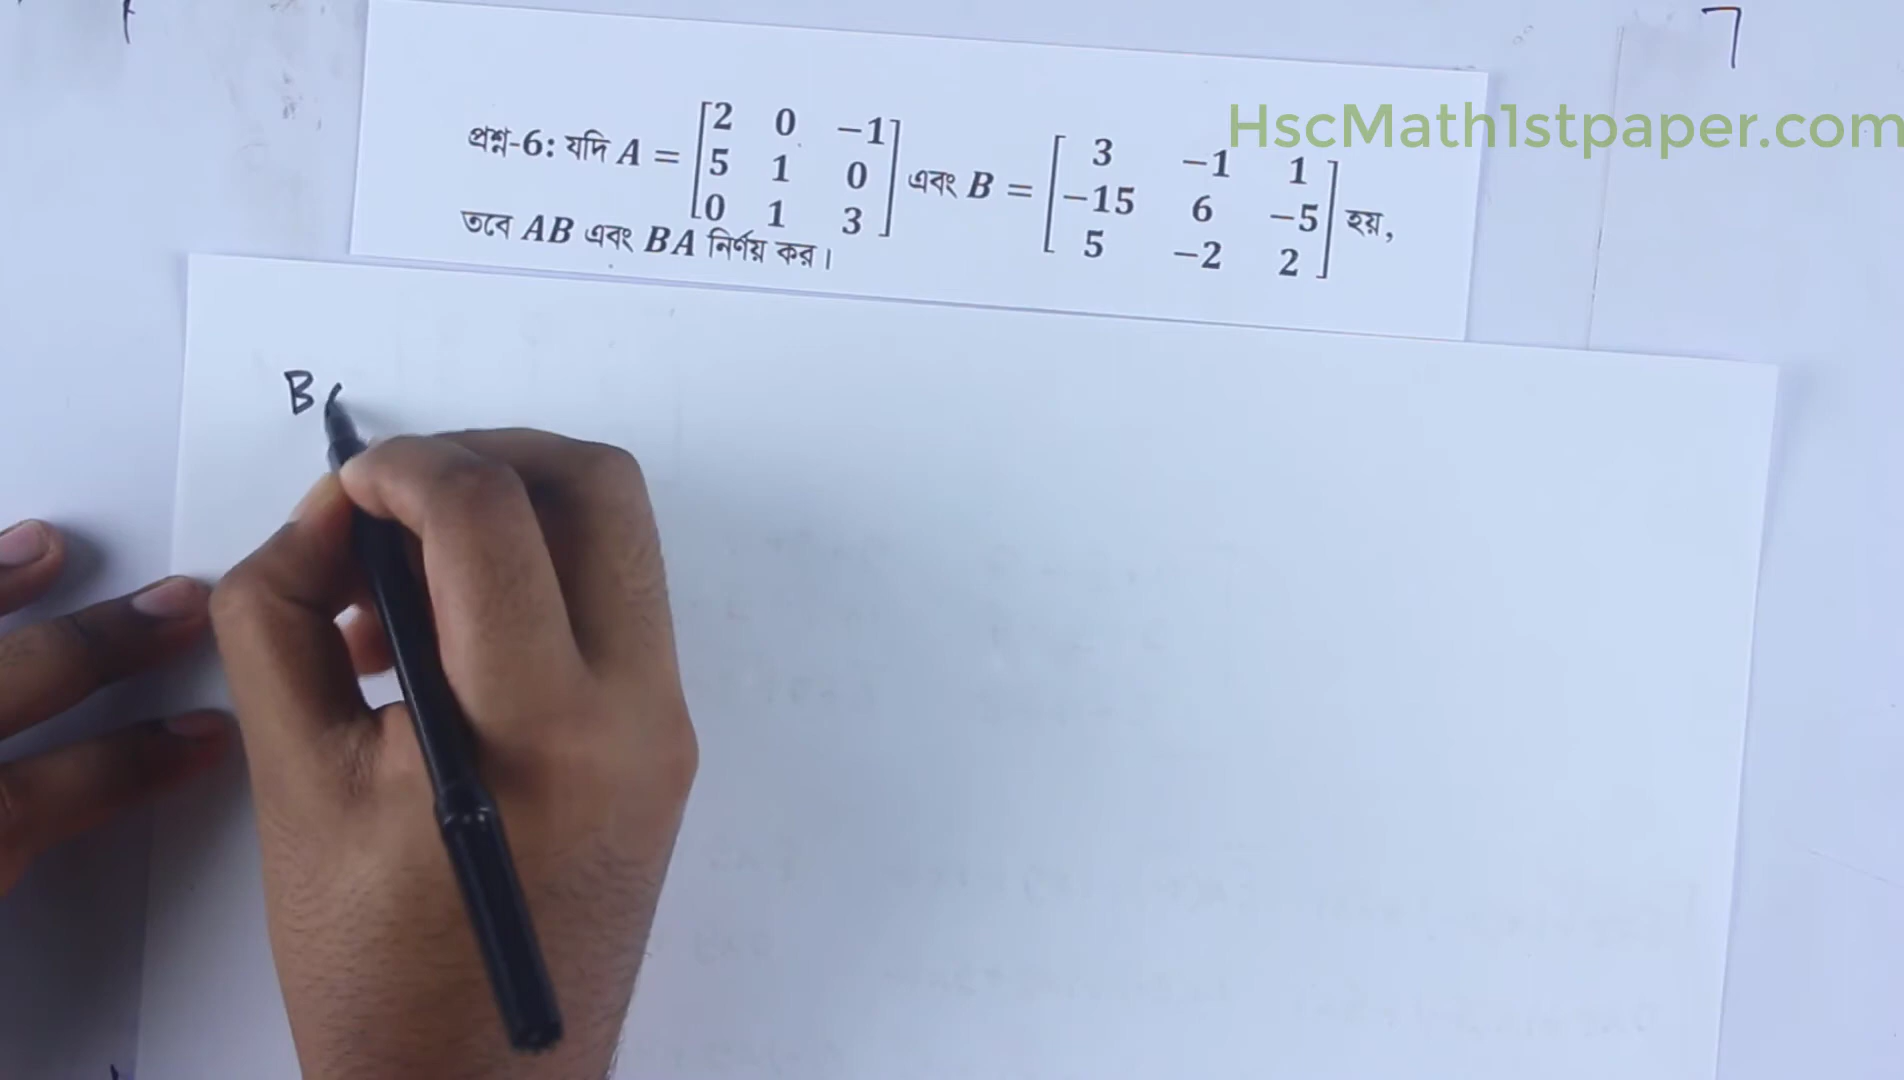 HscMath1stpaper.com
প্রশ্ন-6: যদি A = [2 0 −1; 5 1 0; 0 1 3] এবং B = [3 −1 1; −15 6 −5; 5 −2 2] হয়,
তবে AB এবং BA নির্ণয় কর।
B